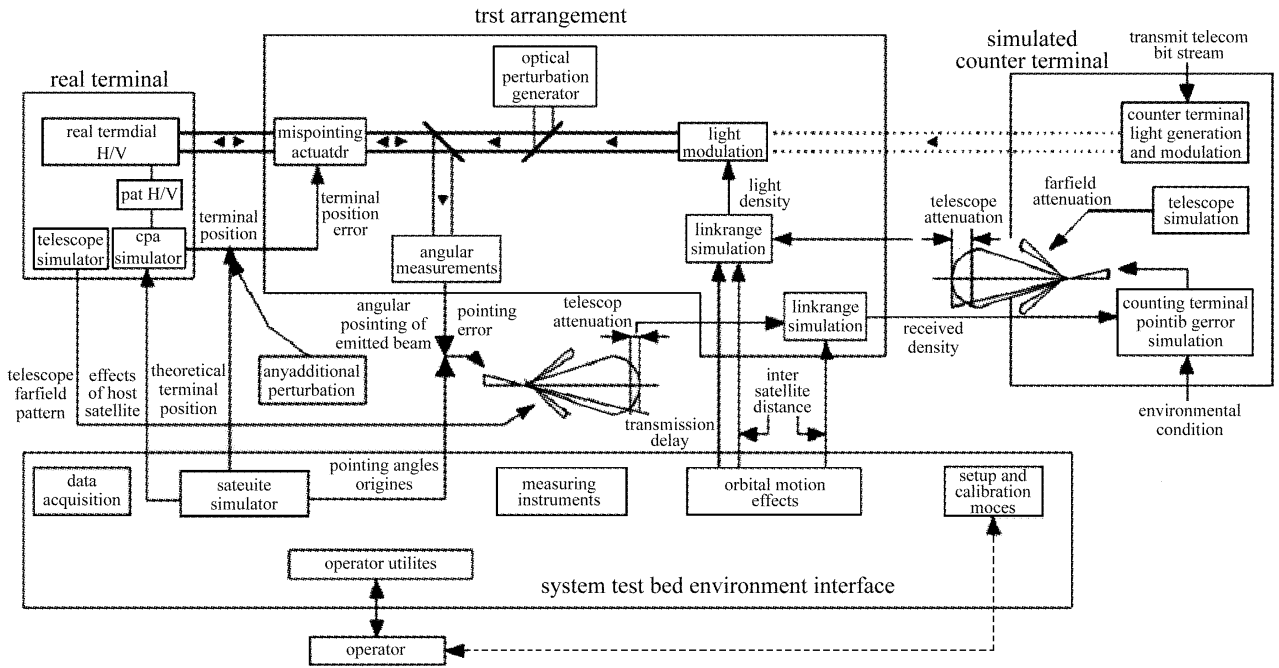 trst arrangement
simulated
counter terminal
transmit telecom
bit stream
real terminal
optical
perturbation
generator
real termdial
H/V
mispointing
actuatdr
light
modulation
counter terminal
light generation
and modulation
pat H/V
terminal
position
terminal
position
error
light
density
telescope
attenuation
farfield
attenuation
telescope
simulation
telescope
simulator
cpa
simulator
angular
measurements
linkrange
simulation
angular
posinting of
emitted beam
pointing
error
telescop
attenuation
linkrange
simulation
received
density
counting terminal
pointib gerror
simulation
telescope
farfield
pattern
effects
of host
satellite
theoretical
terminal
position
anyadditional
perturbation
inter
satellite
distance
transmission
delay
environmental
condition
data
acquisition
sateuite
simulator
pointing angles
origines
measuring
instruments
orbital motion
effects
setup and
calibration
moces
operator utilites
system test bed environment interface
operator